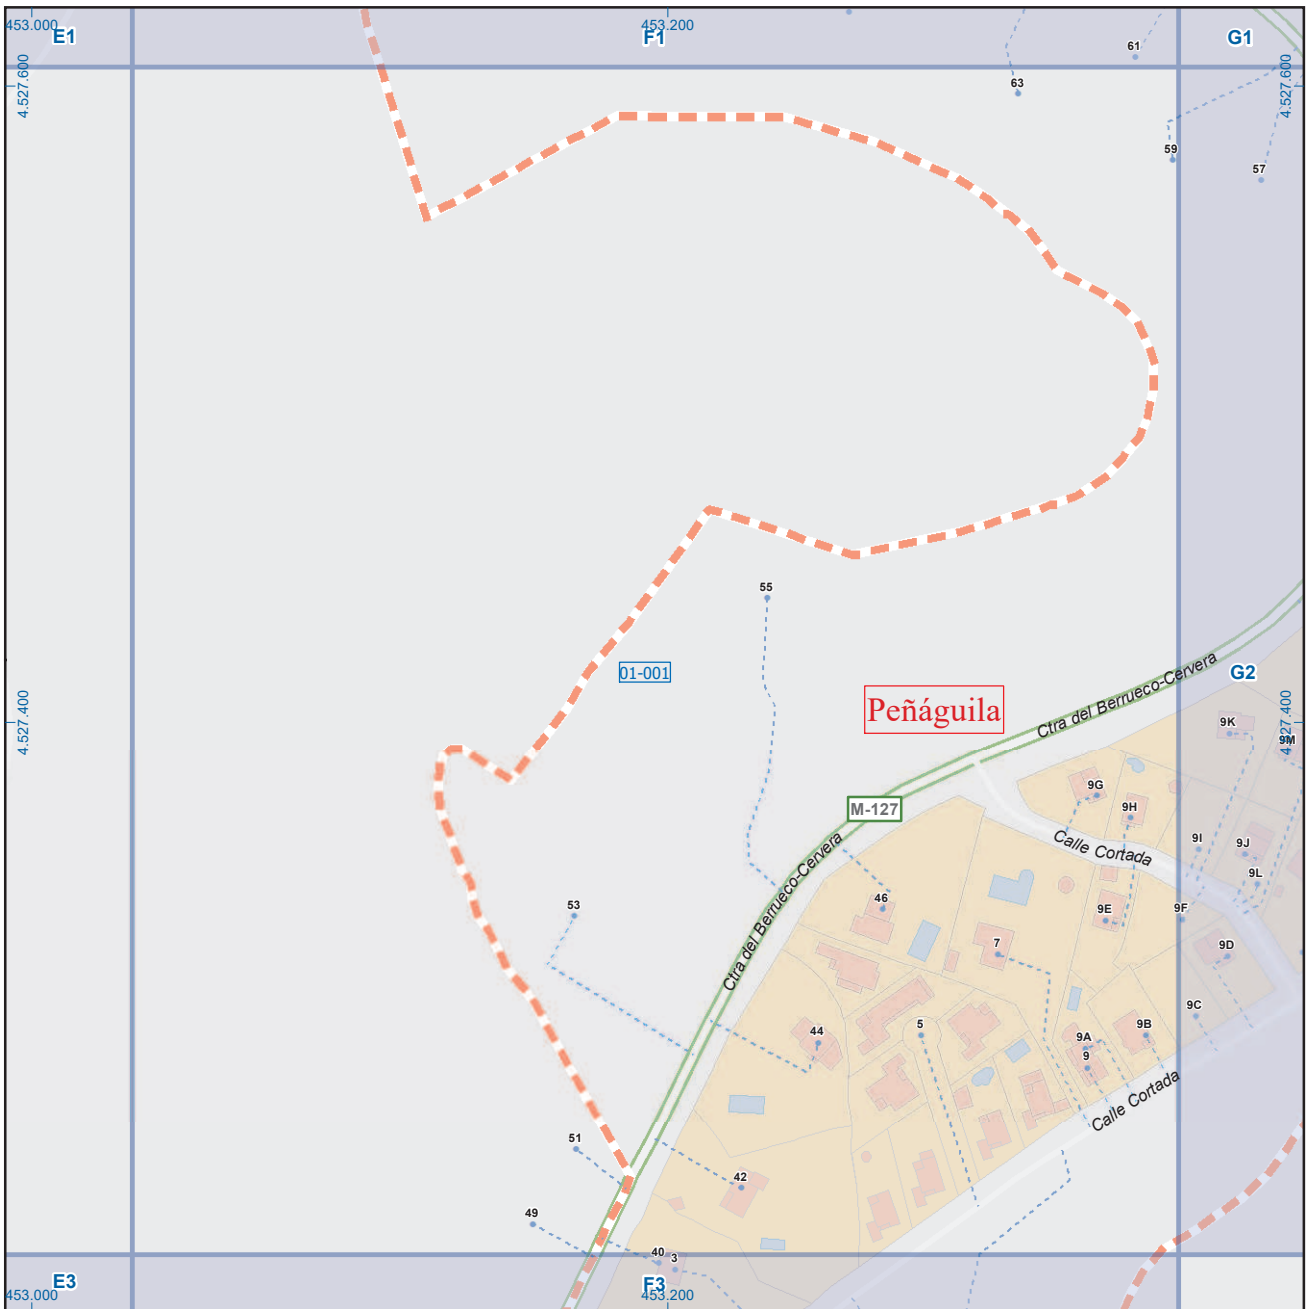 453.000
E1
F1
453.200
G1
61
63
4.527.600
4.527.600
59
57
55
01-001
Peñáguila
Ctra del Berrueco-Cervera
G2
4.527.400
4.527.400
9K
9M
9G
9H
M-127
Calle Cortada
9I
9J
9L
46
9E
9F
53
Ctra del Berrueco-Cervera
7
9D
44
5
9C
9A
9B
9
Calle Cortada
51
42
49
40
3
E3
F3
453.000
453.200